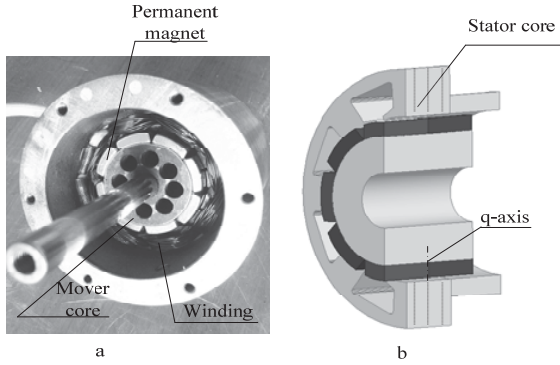 Permanent
magnet
Stator core
q-axis
Mover
core
Winding
a
b